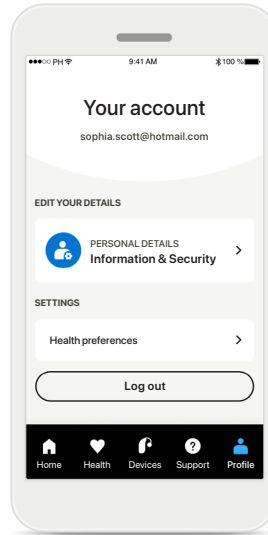 PH 9:41 AM 100 %
Your account
sophia.scott@hotmail.com
EDIT YOUR DETAILS
PERSONAL DETAILS
Information & Security
SETTINGS
Health preferences
Log out
Home Health Devices Support Profile